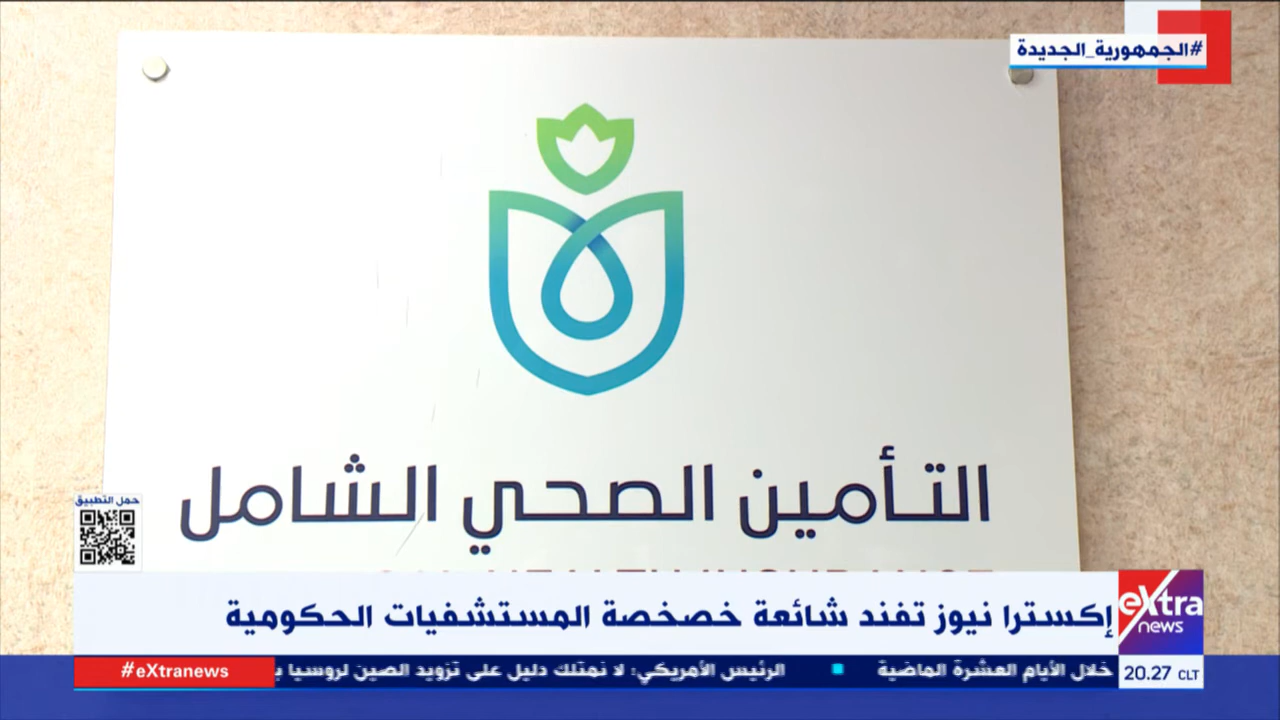 #الجمهورية_الجديدة
التأمين الصحي الشامل
حمل التطبيق
إكسترا نيوز تفند شائعة خصخصة المستشفيات الحكومية
eXtra news
خلال الأيام العشرة الماضية
الرئيس الأمريكي: لا نمتلك دليل على تزويد الصين لروسيا
#eXtranews
20.27 CLT